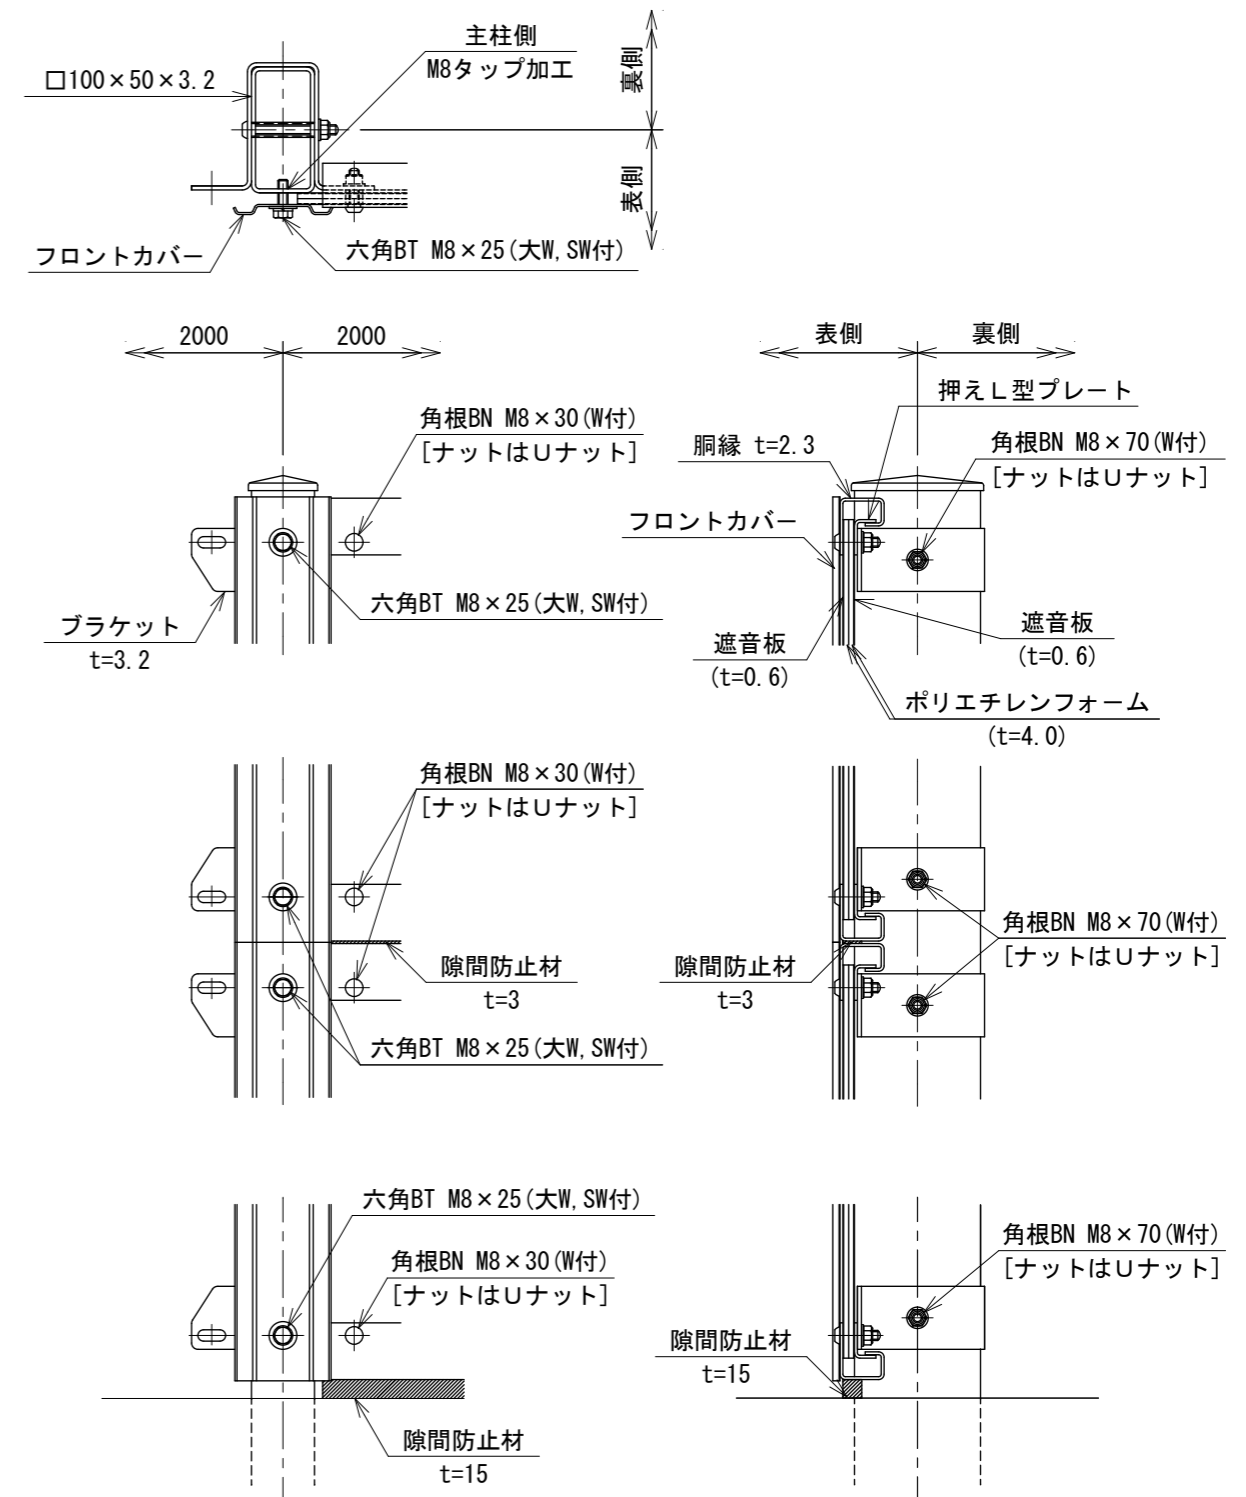 主柱側
M8タップ加工
□100×50×3.2
裏側
表側
フロントカバー
六角BT M8×25(大W,SW付)
2000
2000
角根BN M8×30(W付)
[ナットはUナット]
六角BT M8×25(大W,SW付)
ブラケット
t=3.2
表側
裏側
押えL型プレート
胴縁 t=2.3
角根BN M8×70(W付)
[ナットはUナット]
フロントカバー
遮音板
(t=0.6)
遮音板
(t=0.6)
ポリエチレンフォーム
(t=4.0)
角根BN M8×30(W付)
[ナットはUナット]
隙間防止材
t=3
六角BT M8×25(大W,SW付)
隙間防止材
t=3
角根BN M8×70(W付)
[ナットはUナット]
六角BT M8×25(大W,SW付)
角根BN M8×30(W付)
[ナットはUナット]
隙間防止材
t=15
角根BN M8×70(W付)
[ナットはUナット]
隙間防止材
t=15